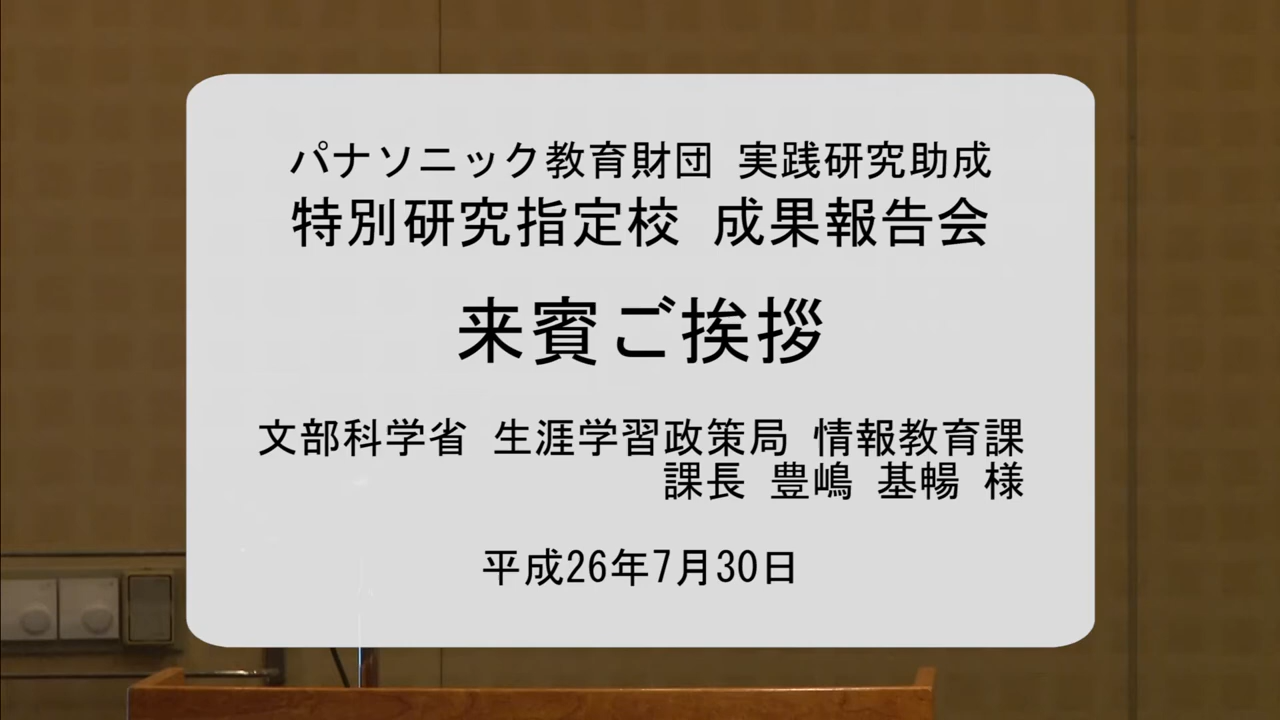 パナソニック教育財団 実践研究助成
特別研究指定校 成果報告会
来賓ご挨拶
文部科学省 生涯学習政策局 情報教育課
課長 豊嶋 基暢 様
平成26年7月30日